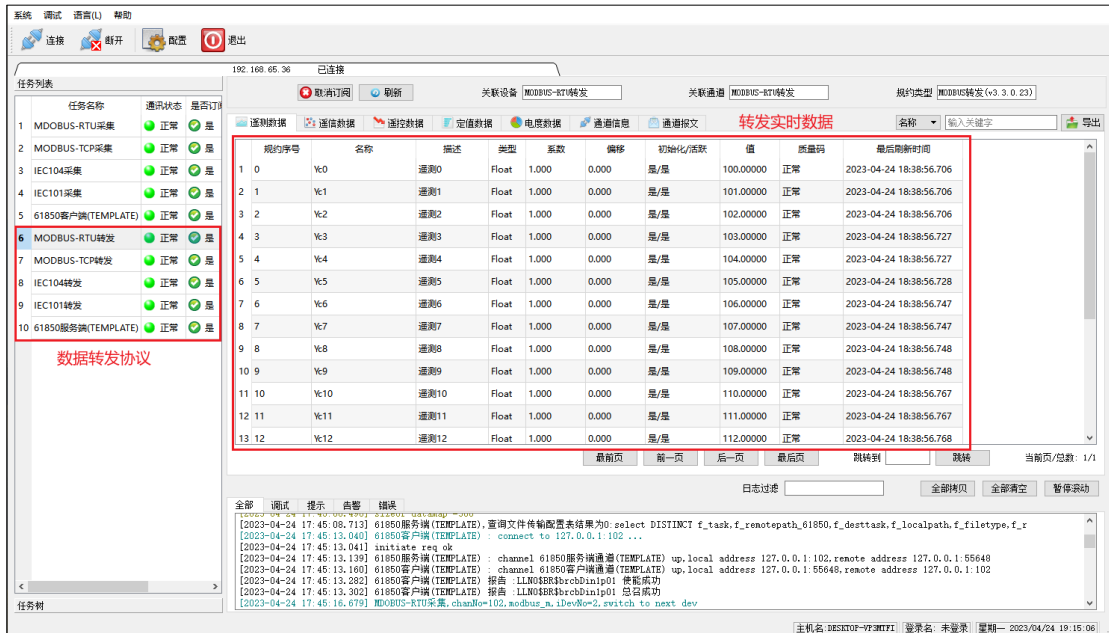 系统 调试 语言(L) 帮助
连接 断开 配置 退出
192.168.65.36 已连接
任务列表
取消订阅 刷新 关联设备 MODBUS-RTU转发 关联通道 MODBUS-RTU转发 规约类型 MODBUS转发(v3.3.0.23)
任务名称 通讯状态 是否订
1 MDOBUS-RTU采集 正常 是
2 MODBUS-TCP采集 正常 是
3 IEC104采集 正常 是
4 IEC101采集 正常 是
5 61850客户端(TEMPLATE) 正常 是
6 MODBUS-RTU转发 正常 是
7 MODBUS-TCP转发 正常 是
8 IEC104转发 正常 是
9 IEC101转发 正常 是
10 61850服务端(TEMPLATE) 正常 是
数据转发协议
遥测数据 遥信数据 遥控数据 定值数据 电度数据 通道信息 通道报文 转发实时数据 名称 输入关键字 导出
规约序号 名称 描述 类型 系数 偏移 初始化/活跃 值 质量码 最后刷新时间
1 0 Yc0 遥测0 Float 1.000 0.000 是/是 100.00000 正常 2023-04-24 18:38:56.706
2 1 Yc1 遥测1 Float 1.000 0.000 是/是 101.00000 正常 2023-04-24 18:38:56.706
3 2 Yc2 遥测2 Float 1.000 0.000 是/是 102.00000 正常 2023-04-24 18:38:56.706
4 3 Yc3 遥测3 Float 1.000 0.000 是/是 103.00000 正常 2023-04-24 18:38:56.727
5 4 Yc4 遥测4 Float 1.000 0.000 是/是 104.00000 正常 2023-04-24 18:38:56.727
6 5 Yc5 遥测5 Float 1.000 0.000 是/是 105.00000 正常 2023-04-24 18:38:56.728
7 6 Yc6 遥测6 Float 1.000 0.000 是/是 106.00000 正常 2023-04-24 18:38:56.747
8 7 Yc7 遥测7 Float 1.000 0.000 是/是 107.00000 正常 2023-04-24 18:38:56.747
9 8 Yc8 遥测8 Float 1.000 0.000 是/是 108.00000 正常 2023-04-24 18:38:56.748
10 9 Yc9 遥测9 Float 1.000 0.000 是/是 109.00000 正常 2023-04-24 18:38:56.748
11 10 Yc10 遥测10 Float 1.000 0.000 是/是 110.00000 正常 2023-04-24 18:38:56.767
12 11 Yc11 遥测11 Float 1.000 0.000 是/是 111.00000 正常 2023-04-24 18:38:56.767
13 12 Yc12 遥测12 Float 1.000 0.000 是/是 112.00000 正常 2023-04-24 18:38:56.768
最前页 前一页 后一页 最后页 跳转到 跳转 当前页/总数: 1/1
日志过滤 全部拷贝 全部清空 暂停滚动
全部 调试 提示 告警 错误
[2023-04-24 17:45:08.713] 61850服务端(TEMPLATE),查询文件传输配置表结果为0:select DISTINCT f_task,f_remotepath_61850,f_desttask,f_localpath,f_filetype,f_r
[2023-04-24 17:45:13.040] 61850客户端(TEMPLATE) : connect to 127.0.0.1:102 ...
[2023-04-24 17:45:13.041] initiate req ok
[2023-04-24 17:45:13.139] 61850服务端(TEMPLATE) : channel 61850服务端通道(TEMPLATE) up,local address 127.0.0.1:102,remote address 127.0.0.1:55648
[2023-04-24 17:45:13.160] 61850客户端(TEMPLATE) : channel 61850客户端通道(TEMPLATE) up,local address 127.0.0.1:55648,remote address 127.0.0.1:102
[2023-04-24 17:45:13.282] 61850客户端(TEMPLATE) 报告 :LLN0$BR$brcbDin1p01 使能成功
[2023-04-24 17:45:13.302] 61850客户端(TEMPLATE) 报告 :LLN0$BR$brcbDin1p01 总召成功
[2023-04-24 17:45:16.679] MDOBUS-RTU采集,chanNo=102,modbus_m,iDevNo=2,switch to next dev
任务树
主机名:DESKTOP-VP3MTFI 登录名: 未登录 星期一 2023/04/24 19:15:06